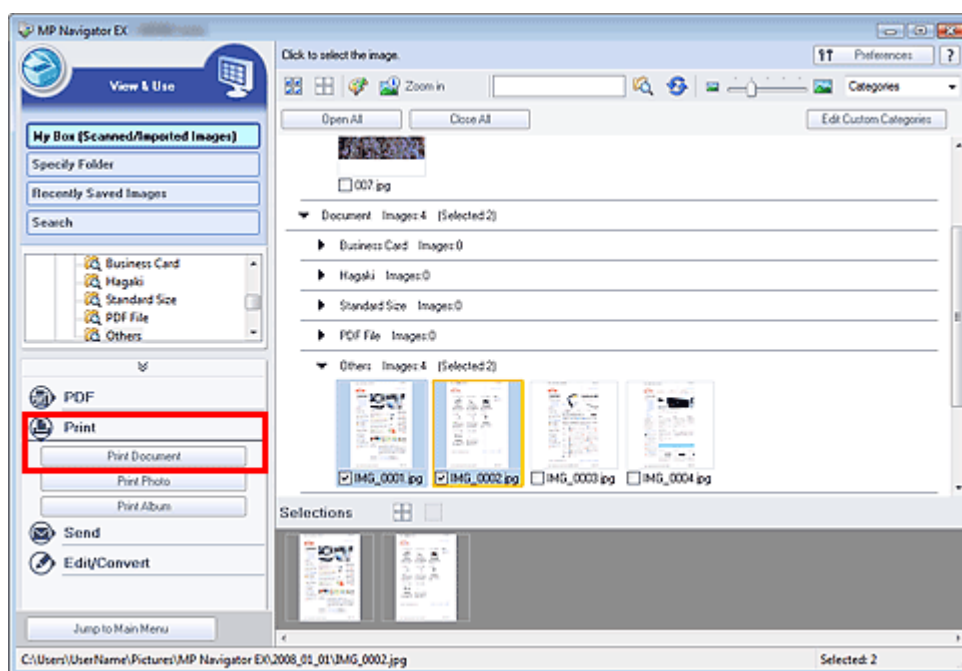 MP Navigator EX
View & Use
My Box (Scanned/Imported Images)
Specify Folder
Recently Saved Images
Search
Business Card
Hagaki
Standard Size
PDF File
Others
PDF
Print
Print Document
Print Photo
Print Album
Send
Edit/Convert
Jump to Main Menu
Click to select the image.
Preferences ?
Zoom in
Categories
Open All Close All Edit Custom Categories
007.jpg
Document Images:4 (Selected:2)
Business Card Images:0
Hagaki Images:0
Standard Size Images:0
PDF File Images:0
Others Images:4 (Selected:2)
IMG_0001.jpg IMG_0002.jpg IMG_0003.jpg IMG_0004.jpg
Selections
C:\Users\UserName\Pictures\MP Navigator EX\2008_01_01\IMG_0002.jpg Selected: 2